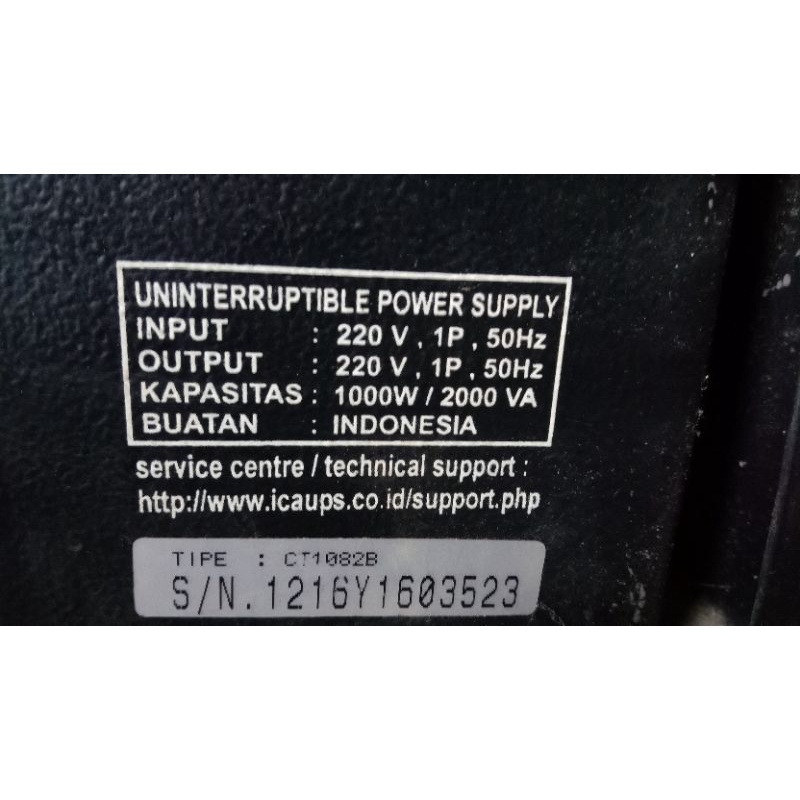 UNINTERRUPTIBLE POWER SUPPLY
INPUT : 220 V , 1P , 50Hz
OUTPUT : 220 V , 1P , 50Hz
KAPASITAS : 1000W / 2000 VA
BUATAN : INDONESIA
service centre / technical support :
http://www.icaups.co.id/support.php
TIPE : CT1082B
S/N.1216Y1603523